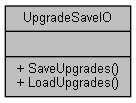 UpgradeSaveIO
+ SaveUpgrades()
+ LoadUpgrades()